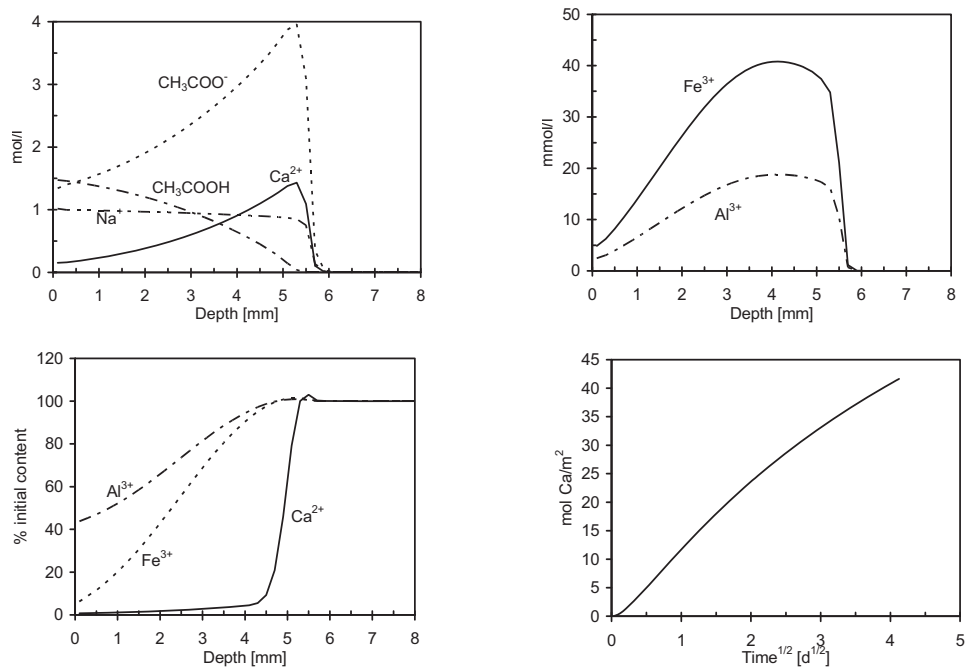 4
3
2
1
0
mol/l
CH₃COO⁻
CH₃COOH
Ca²⁺
Na⁺
0 1 2 3 4 5 6 7 8
Depth [mm]
50
40
30
20
10
0
mmol/l
Fe³⁺
Al³⁺
0 1 2 3 4 5 6 7 8
Depth [mm]
120
100
80
60
40
20
0
% initial content
Al³⁺
Fe³⁺
Ca²⁺
0 1 2 3 4 5 6 7 8
Depth [mm]
45
40
35
30
25
20
15
10
5
0
mol Ca/m²
0 1 2 3 4 5
Time¹ᐟ² [d¹ᐟ²]